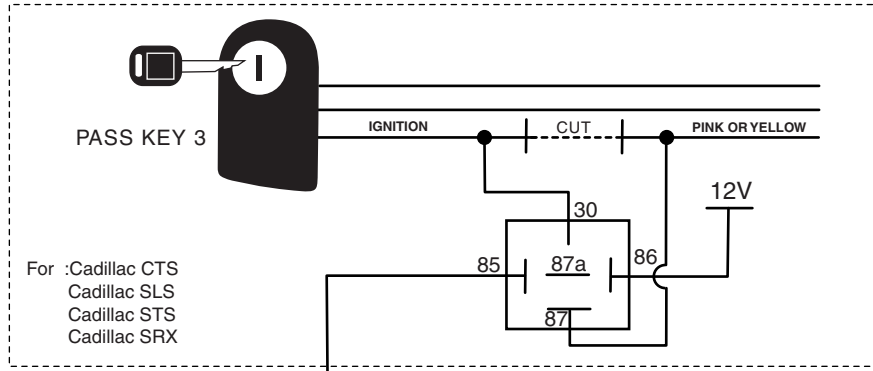 IGNITION
CUT
PINK OR YELLOW
PASS KEY 3
12V
30
85
87a
86
87
For :Cadillac CTS
Cadillac SLS
Cadillac STS
Cadillac SRX